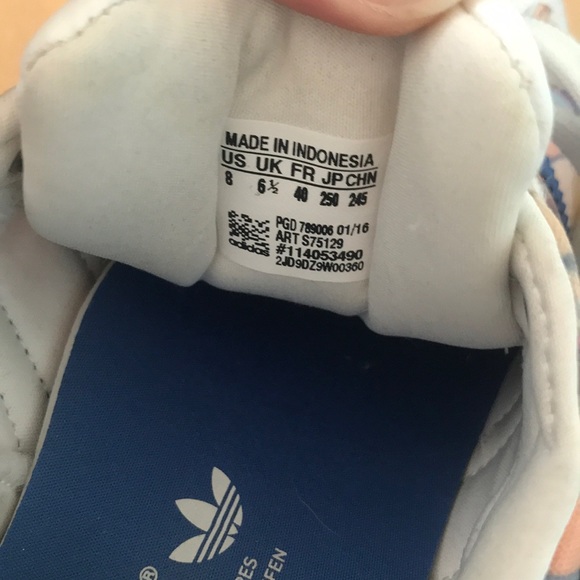 MADE IN INDONESIA
US UK FR JP CHN
8 6½ 40 250 245
PGD 789006 01/16
ART S75129
#114053490
2JD9DZ9W00360
adidas
®